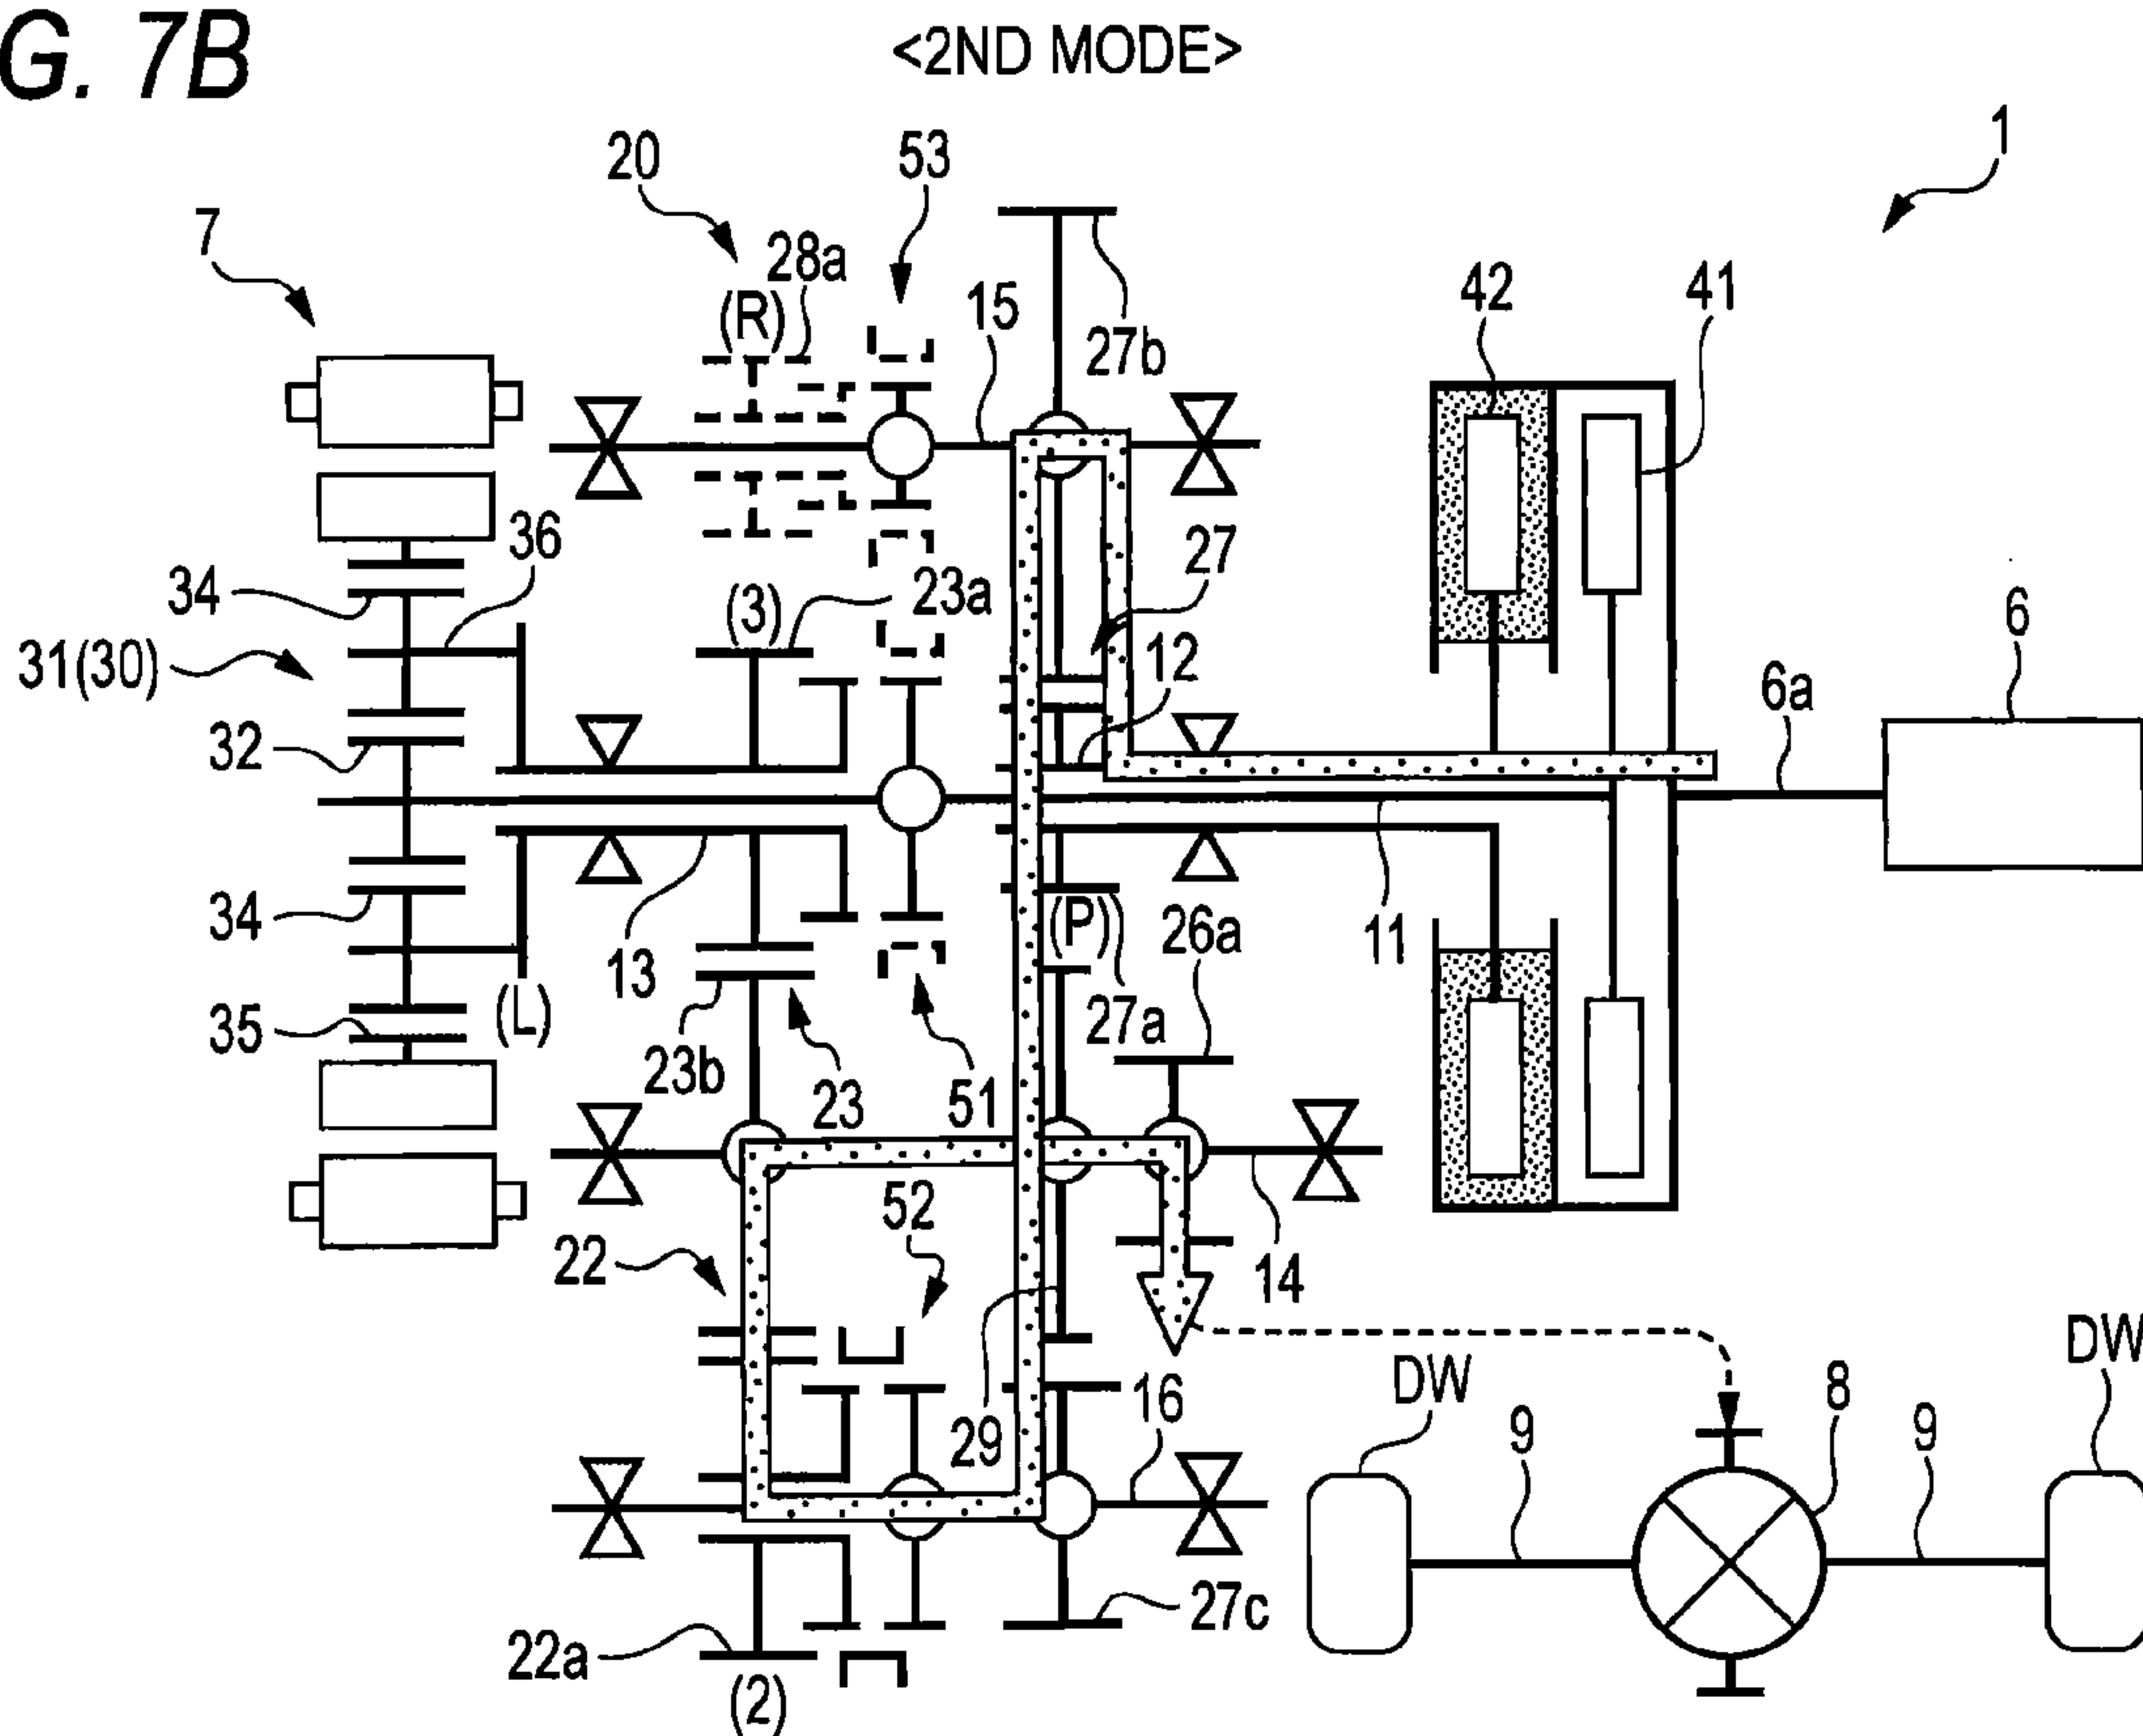 G. 7B
<2ND MODE>
1
20
53
7
28a
(R)
15
27b
42
41
36
34
27
23a
(3)
31(30)
12
6
6a
32
34
13
(P)
26a
11
(L)
35
27a
23b
23
51
52
22
14
DW
DW
8
29
16
9
9
27c
22a
(2)